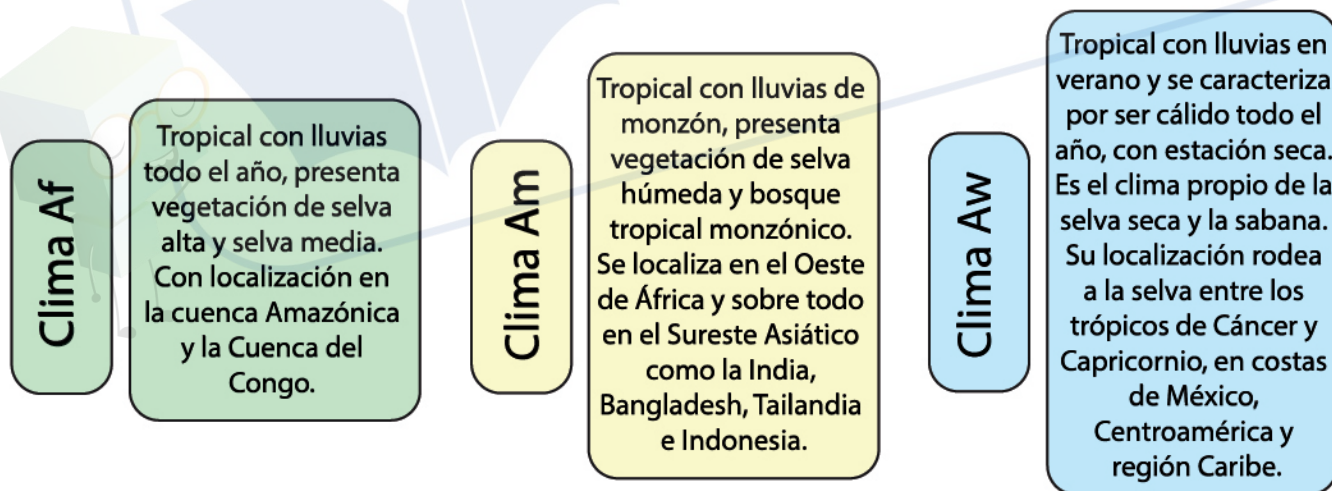 Clima Af
Tropical con lluvias
todo el año, presenta
vegetación de selva
alta y selva media.
Con localización en
la cuenca Amazónica
y la Cuenca del
Congo.
Clima Am
Tropical con lluvias de
monzón, presenta
vegetación de selva
húmeda y bosque
tropical monzónico.
Se localiza en el Oeste
de África y sobre todo
en el Sureste Asiático
como la India,
Bangladesh, Tailandia
e Indonesia.
Clima Aw
Tropical con lluvias en
verano y se caracteriza
por ser cálido todo el
año, con estación seca.
Es el clima propio de la
selva seca y la sabana.
Su localización rodea
a la selva entre los
trópicos de Cáncer y
Capricornio, en costas
de México,
Centroamérica y
región Caribe.